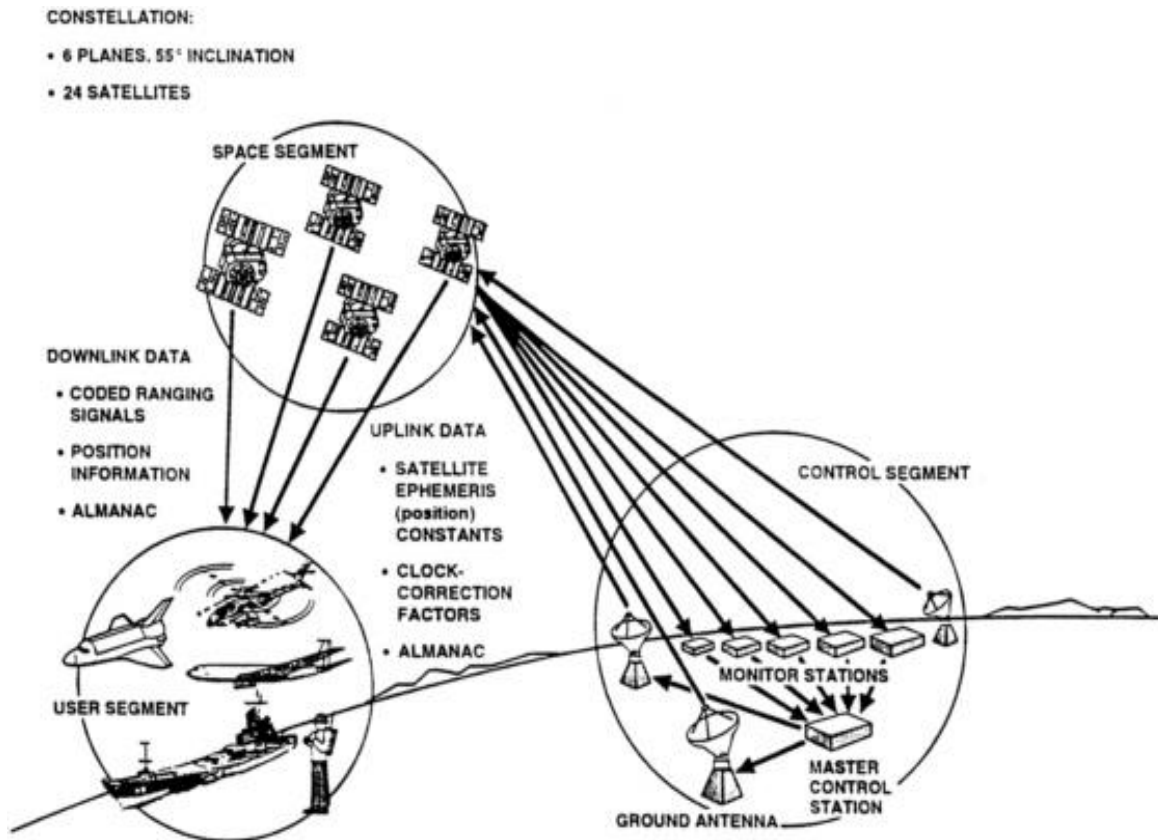 CONSTELLATION:
• 6 PLANES. 55° INCLINATION
• 24 SATELLITES
SPACE SEGMENT
DOWNLINK DATA
• CODED RANGING
SIGNALS
• POSITION
INFORMATION
• ALMANAC
UPLINK DATA
• SATELLITE
EPHEMERIS
(position)
CONSTANTS
• CLOCK-
CORRECTION
FACTORS
• ALMANAC
CONTROL SEGMENT
MONITOR STATIONS
USER SEGMENT
MASTER
CONTROL
STATION
GROUND ANTENNA